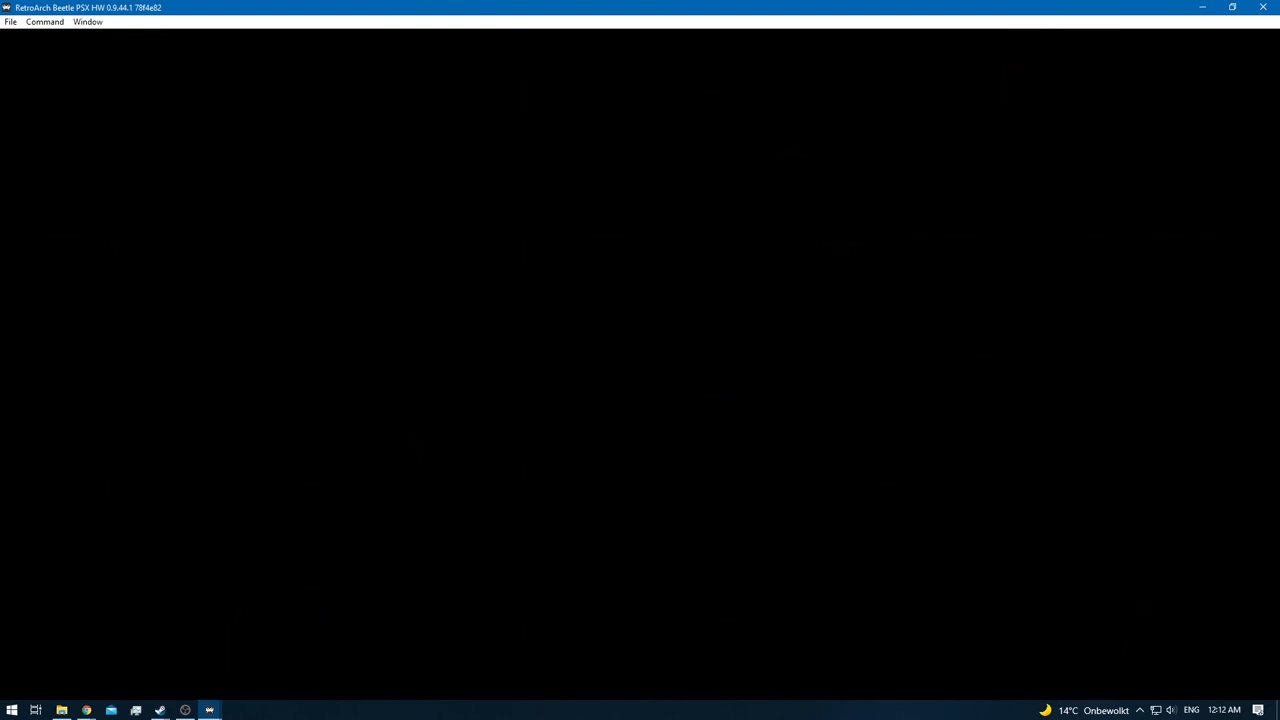 RetroArch Beetle PSX HW 0.9.44.1 78f4e82
File Command Window
14°C Onbewolkt ENG 12:12 AM